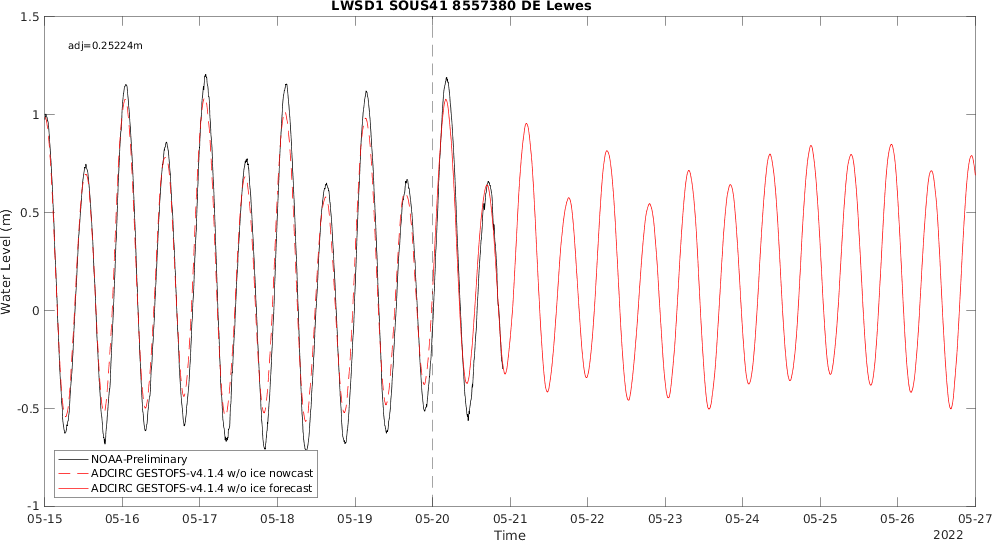 LWSD1 SOUS41 8557380 DE Lewes
adj=0.25224m
1.5
1
0.5
0
-0.5
-1
Water Level (m)
NOAA-Preliminary
ADCIRC GESTOFS-v4.1.4 w/o ice nowcast
ADCIRC GESTOFS-v4.1.4 w/o ice forecast
05-15 05-16 05-17 05-18 05-19 05-20 05-21 05-22 05-23 05-24 05-25 05-26 05-27
Time
2022